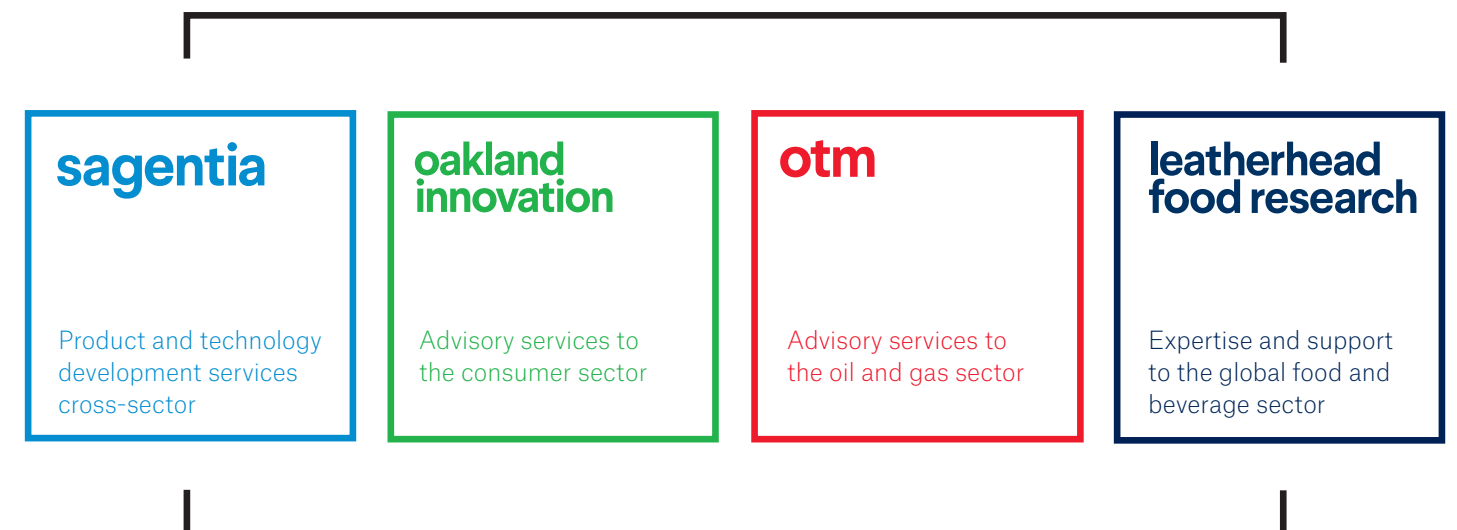 sagentia
Product and technology
development services
cross-sector
oakland
innovation
Advisory services to
the consumer sector
otm
Advisory services to
the oil and gas sector
leatherhead
food research
Expertise and support
to the global food and
beverage sector